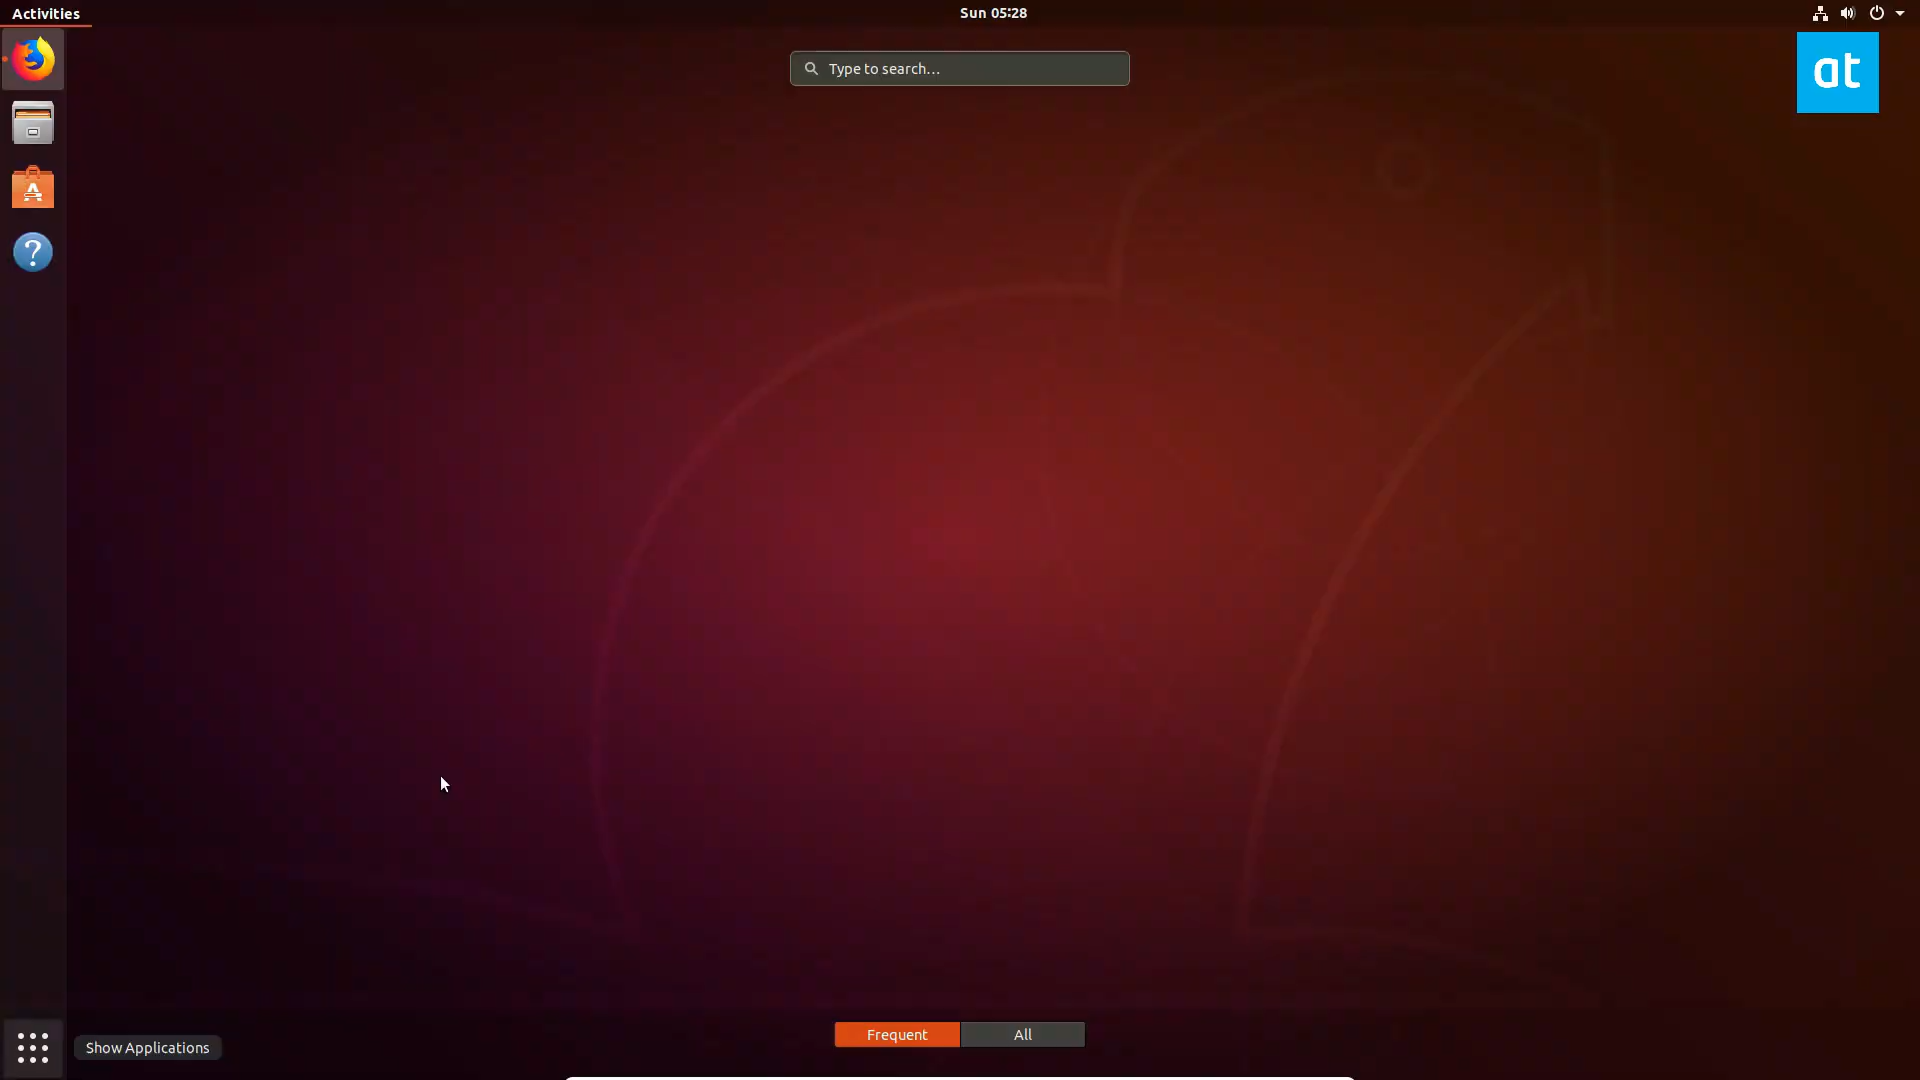 Activities
Sun 05:28
Type to search...
at
A
?
Show Applications
Frequent
All